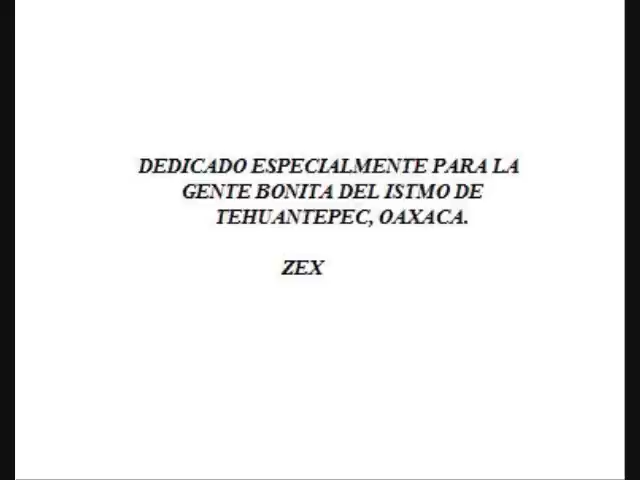 DEDICADO ESPECIALMENTE PARA LA
GENTE BONITA DEL ISTMO DE
TEHUANTEPEC, OAXACA.
ZEX